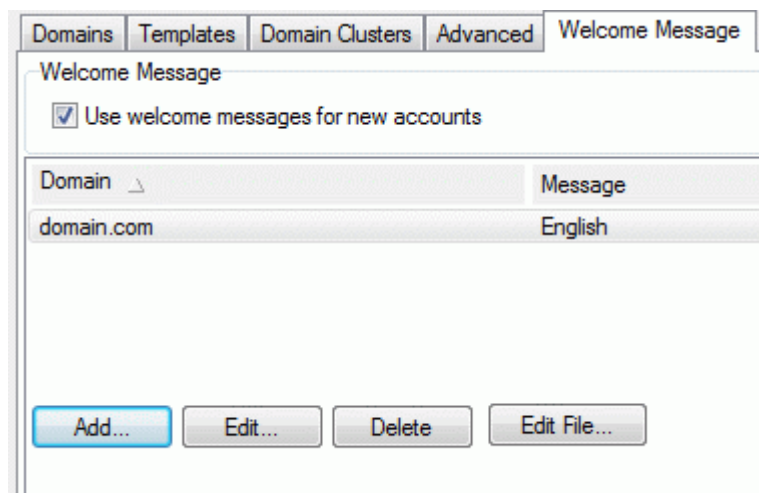 Domains Templates Domain Clusters Advanced Welcome Message
Welcome Message
Use welcome messages for new accounts
Domain Message
domain.com English
Add... Edit... Delete Edit File...